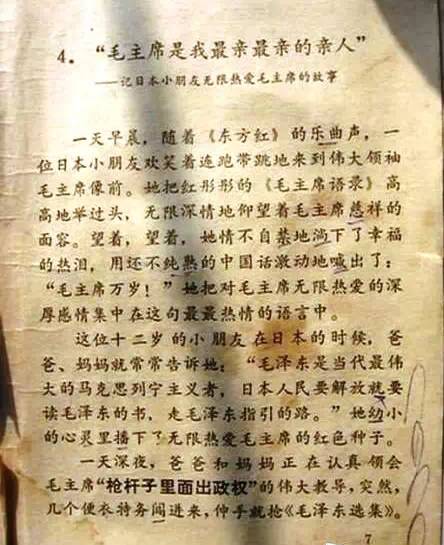 4．“毛主席是我最亲最亲的亲人”
——记日本小朋友无限热爱毛主席的故事
一天早晨，随着《东方红》的乐曲声，一
位日本小朋友欢笑着连跑带跳地来到伟大领袖
毛主席像前。她把红彤彤的《毛主席语录》高
高地举过头，无限深情地仰望着毛主席慈祥的
面容。望着，望着，她情不自禁地淌下了幸福
的热泪，用还不纯熟的中国话激动地喊出了：
“毛主席万岁！”她把对毛主席无限热爱的深
厚感情集中在这句最最热情的语言中。
这位十二岁的小朋友在日本的时候，爸
爸、妈妈就常常告诉她：“毛泽东是当代最伟
大的马克思列宁主义者，日本人民要解放就要
读毛泽东的书，走毛泽东指引的路。”她幼小
的心灵里播下了无限热爱毛主席的红色种子。
一天深夜，爸爸和妈妈正在认真领会
毛主席“枪杆子里面出政权”的伟大教导，突然，
几个便衣特务闯进来，伸手就抢《毛泽东选集》。
7